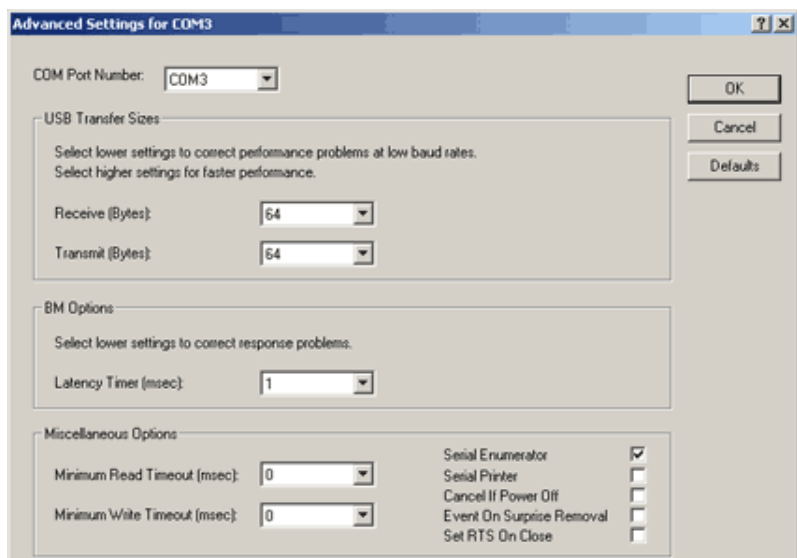 Advanced Settings for COM3
COM Port Number: COM3
OK
USB Transfer Sizes
Cancel
Select lower settings to correct performance problems at low baud rates.
Select higher settings for faster performance.
Defaults
Receive (Bytes): 64
Transmit (Bytes): 64
BM Options
Select lower settings to correct response problems.
Latency Timer (msec): 1
Miscellaneous Options
Minimum Read Timeout (msec): 0
Minimum Write Timeout (msec): 0
Serial Enumerator
Serial Printer
Cancel If Power Off
Event On Surprise Removal
Set RTS On Close